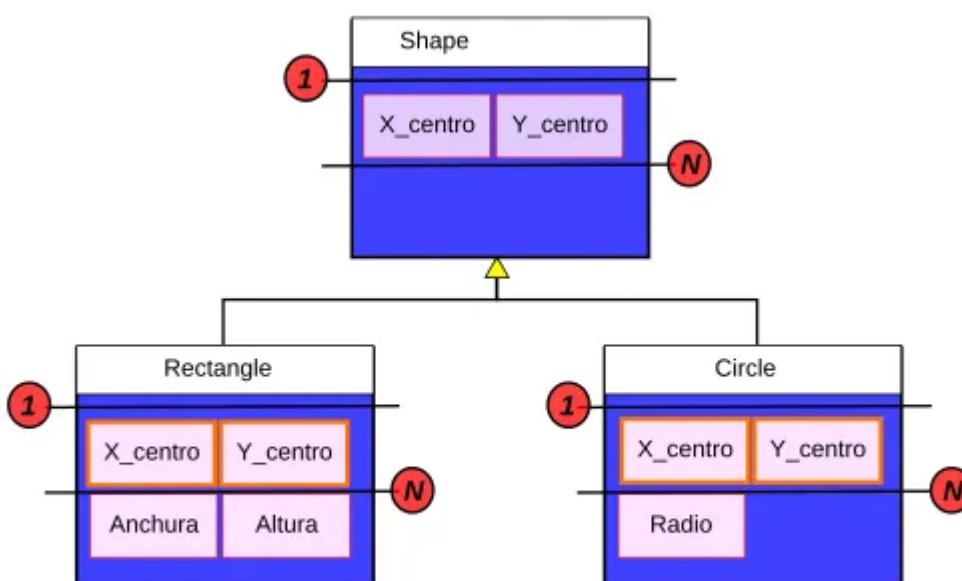 Shape
1
X_centro Y_centro
N
Rectangle
1
X_centro Y_centro
N
Anchura Altura
Circle
1
X_centro Y_centro
N
Radio